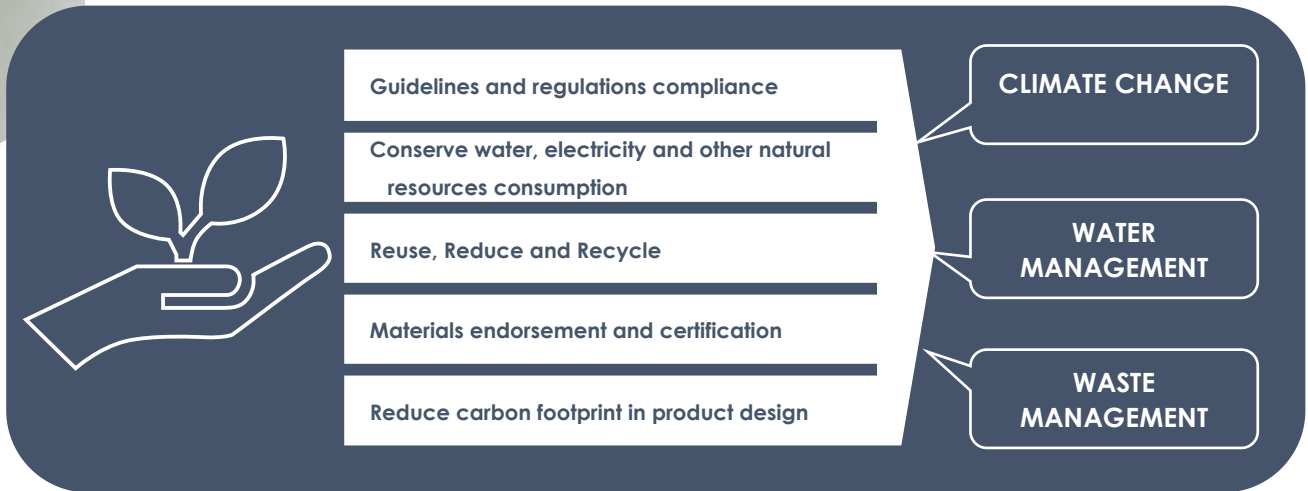 Guidelines and regulations compliance
Conserve water, electricity and other natural
resources consumption
Reuse, Reduce and Recycle
Materials endorsement and certification
Reduce carbon footprint in product design
CLIMATE CHANGE
WATER
MANAGEMENT
WASTE
MANAGEMENT